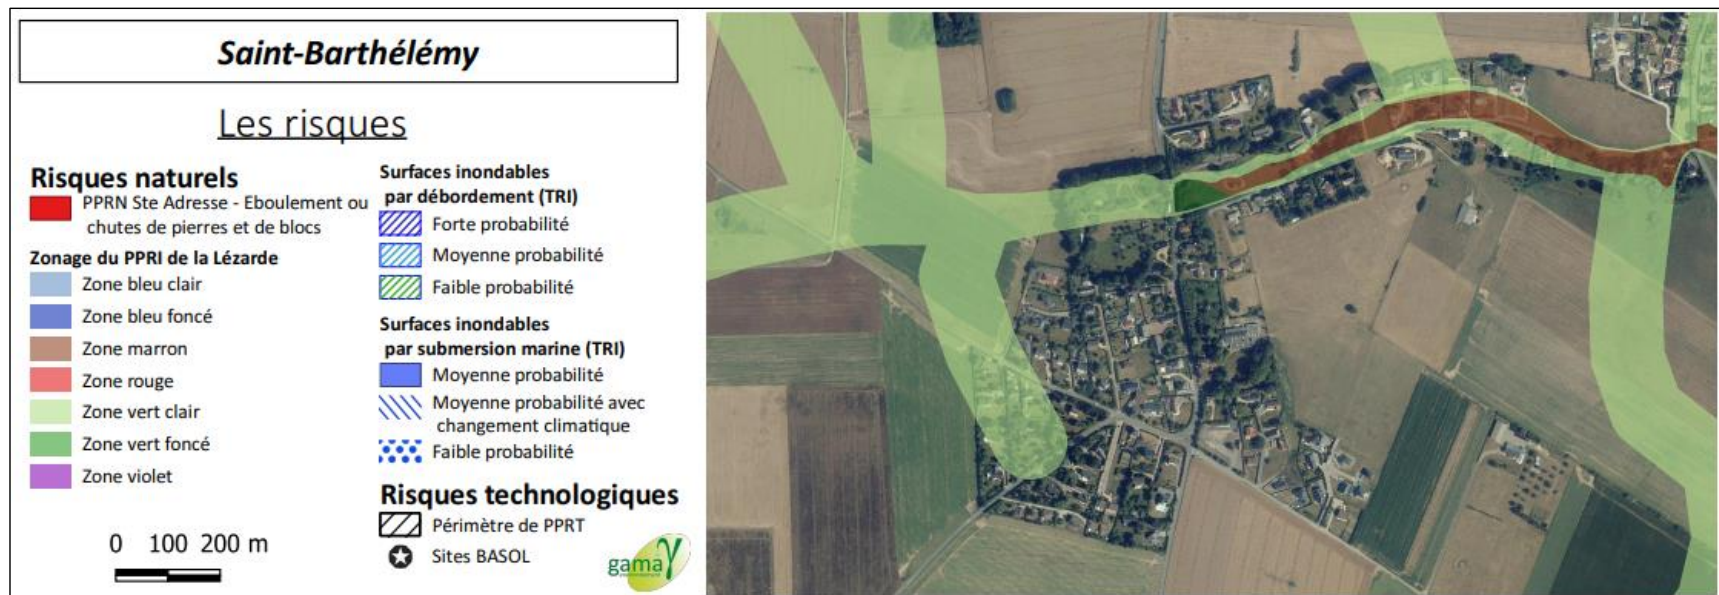 Saint-Barthélémy
Les risques
Risques naturels
PPRN Ste Adresse - Eboulement ou
chutes de pierres et de blocs
Zonage du PPRI de la Lézarde
Zone bleu clair
Zone bleu foncé
Zone marron
Zone rouge
Zone vert clair
Zone vert foncé
Zone violet
0 100 200 m
Surfaces inondables
par débordement (TRI)
Forte probabilité
Moyenne probabilité
Faible probabilité
Surfaces inondables
par submersion marine (TRI)
Moyenne probabilité
Moyenne probabilité avec
changement climatique
Faible probabilité
Risques technologiques
Périmètre de PPRT
Sites BASOL
gama